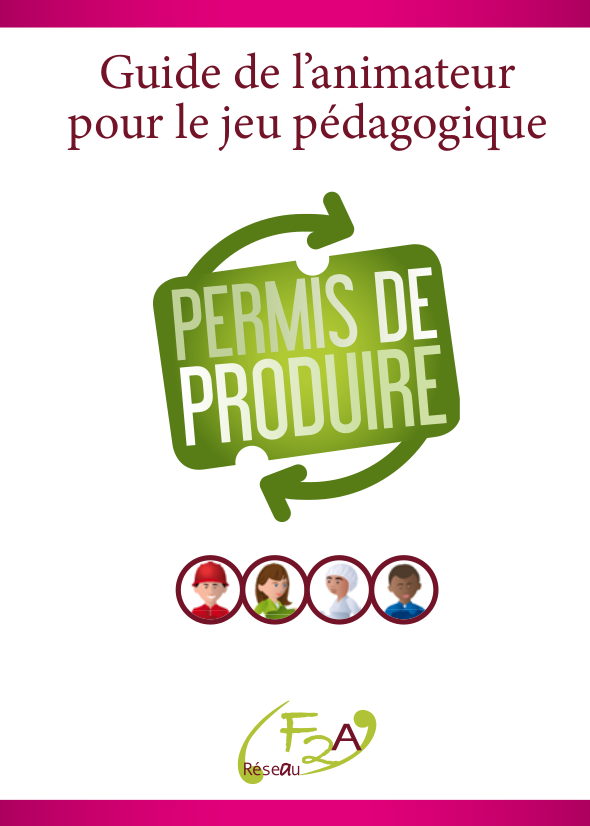 Guide de l’animateur
pour le jeu pédagogique
PERMIS DE
PRODUIRE
F2A
Réseau